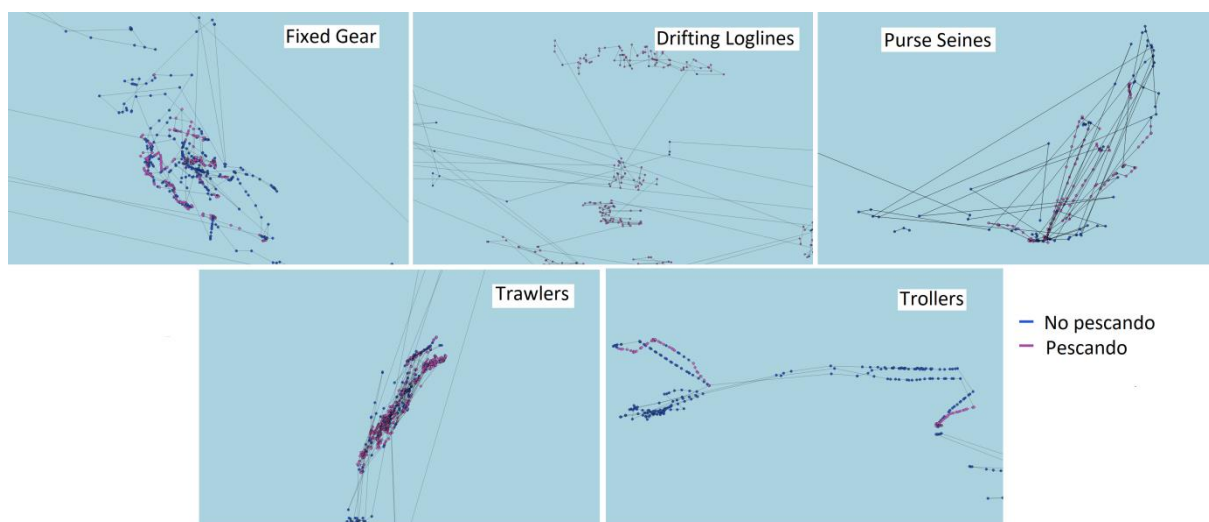 Fixed Gear
Drifting Loglines
Purse Seines
Trawlers
Trollers
No pescando
Pescando